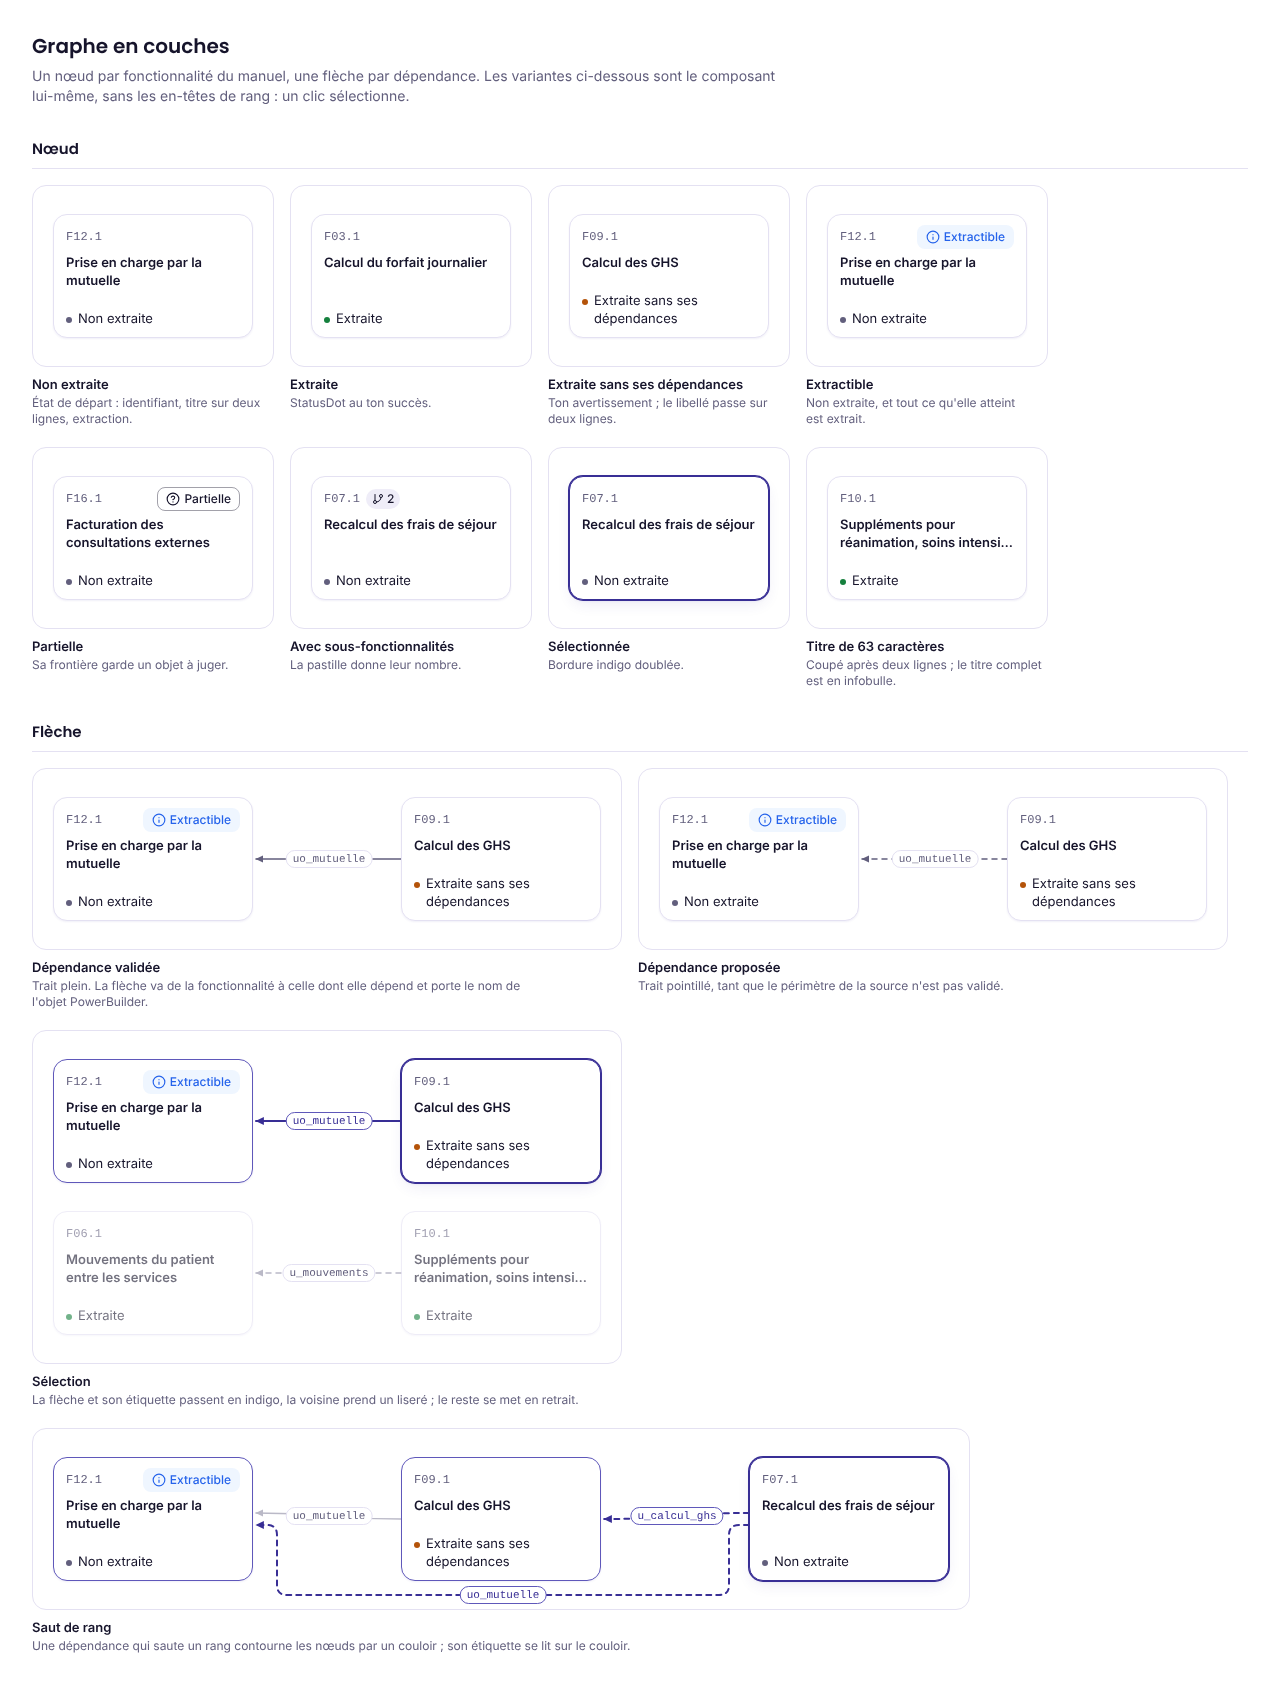 Graphe en couches
Un nœud par fonctionnalité du manuel, une flèche par dépendance. Les variantes ci-dessous sont le composant
lui-même, sans les en-têtes de rang : un clic sélectionne.
Nœud
F12.1
Prise en charge par la
mutuelle
Non extraite
F03.1
Calcul du forfait journalier
Extraite
F09.1
Calcul des GHS
Extraite sans ses
dépendances
F12.1
Extractible
Prise en charge par la
mutuelle
Non extraite
Non extraite
État de départ : identifiant, titre sur deux
lignes, extraction.
Extraite
StatusDot au ton succès.
Extraite sans ses dépendances
Ton avertissement ; le libellé passe sur
deux lignes.
Extractible
Non extraite, et tout ce qu'elle atteint
est extrait.
F16.1
Partielle
Facturation des
consultations externes
Non extraite
F07.1
2
Recalcul des frais de séjour
Non extraite
F07.1
Recalcul des frais de séjour
Non extraite
F10.1
Suppléments pour
réanimation, soins intensi...
Extraite
Partielle
Sa frontière garde un objet à juger.
Avec sous-fonctionnalités
La pastille donne leur nombre.
Sélectionnée
Bordure indigo doublée.
Titre de 63 caractères
Coupé après deux lignes ; le titre complet
est en infobulle.
Flèche
F12.1
Extractible
Prise en charge par la
mutuelle
Non extraite
uo_mutuelle
F09.1
Calcul des GHS
Extraite sans ses
dépendances
F12.1
Extractible
Prise en charge par la
mutuelle
Non extraite
uo_mutuelle
F09.1
Calcul des GHS
Extraite sans ses
dépendances
Dépendance validée
Trait plein. La flèche va de la fonctionnalité à celle dont elle dépend et porte le nom de
l'objet PowerBuilder.
Dépendance proposée
Trait pointillé, tant que le périmètre de la source n'est pas validé.
F12.1
Extractible
Prise en charge par la
mutuelle
Non extraite
uo_mutuelle
F09.1
Calcul des GHS
Extraite sans ses
dépendances
F06.1
Mouvements du patient
entre les services
Extraite
u_mouvements
F10.1
Suppléments pour
réanimation, soins intensi...
Extraite
Sélection
La flèche et son étiquette passent en indigo, la voisine prend un liseré ; le reste se met en retrait.
F12.1
Extractible
Prise en charge par la
mutuelle
Non extraite
uo_mutuelle
F09.1
Calcul des GHS
Extraite sans ses
dépendances
u_calcul_ghs
F07.1
Recalcul des frais de séjour
Non extraite
uo_mutuelle
Saut de rang
Une dépendance qui saute un rang contourne les nœuds par un couloir ; son étiquette se lit sur le couloir.